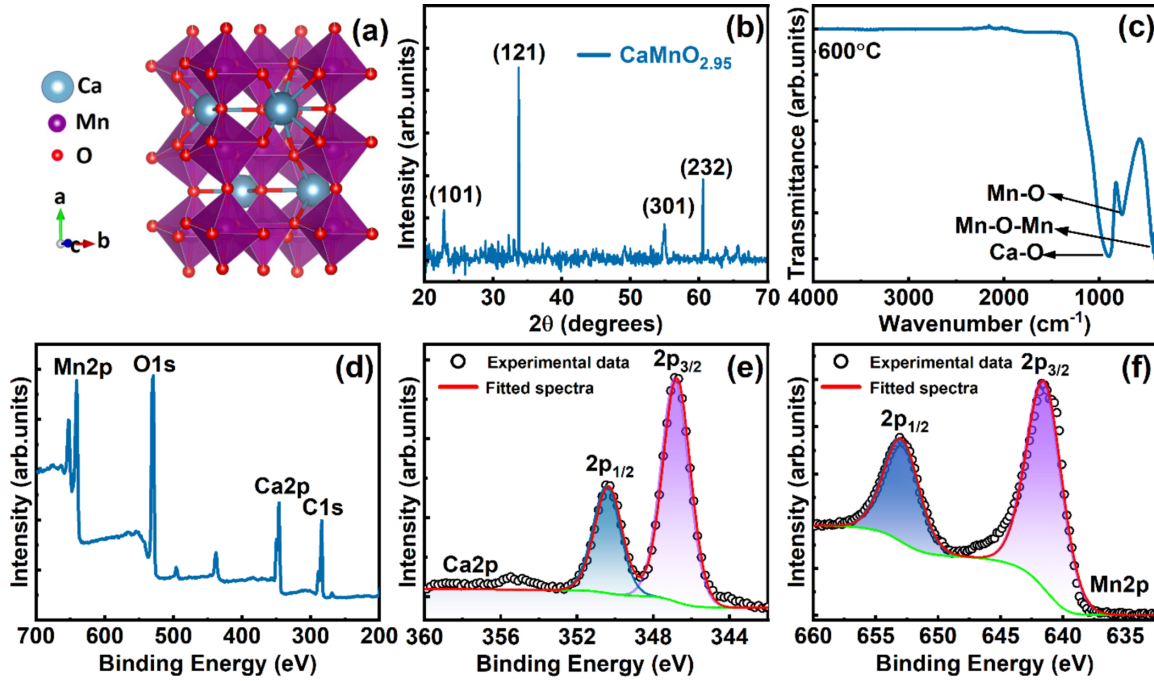 (a)
Ca
Mn
O
a
c
b
(b)
CaMnO₂.₉₅
(101)
(121)
(301)
(232)
Intensity (arb.units)
20 30 40 50 60 70
2θ (degrees)
(c)
600°C
Mn-O
Mn-O-Mn
Ca-O
Transmittance (arb.units)
4000 3000 2000 1000
Wavenumber (cm⁻¹)
(d)
Mn2p
O1s
Ca2p
C1s
Intensity (arb.units)
700 600 500 400 300 200
Binding Energy (eV)
(e)
Experimental data
Fitted spectra
2p₃/₂
2p₁/₂
Ca2p
Intensity (arb.units)
360 356 352 348 344
Binding Energy (eV)
(f)
Experimental data
Fitted spectra
2p₃/₂
2p₁/₂
Mn2p
Intensity (arb.units)
660 655 650 645 640 635
Binding Energy (eV)